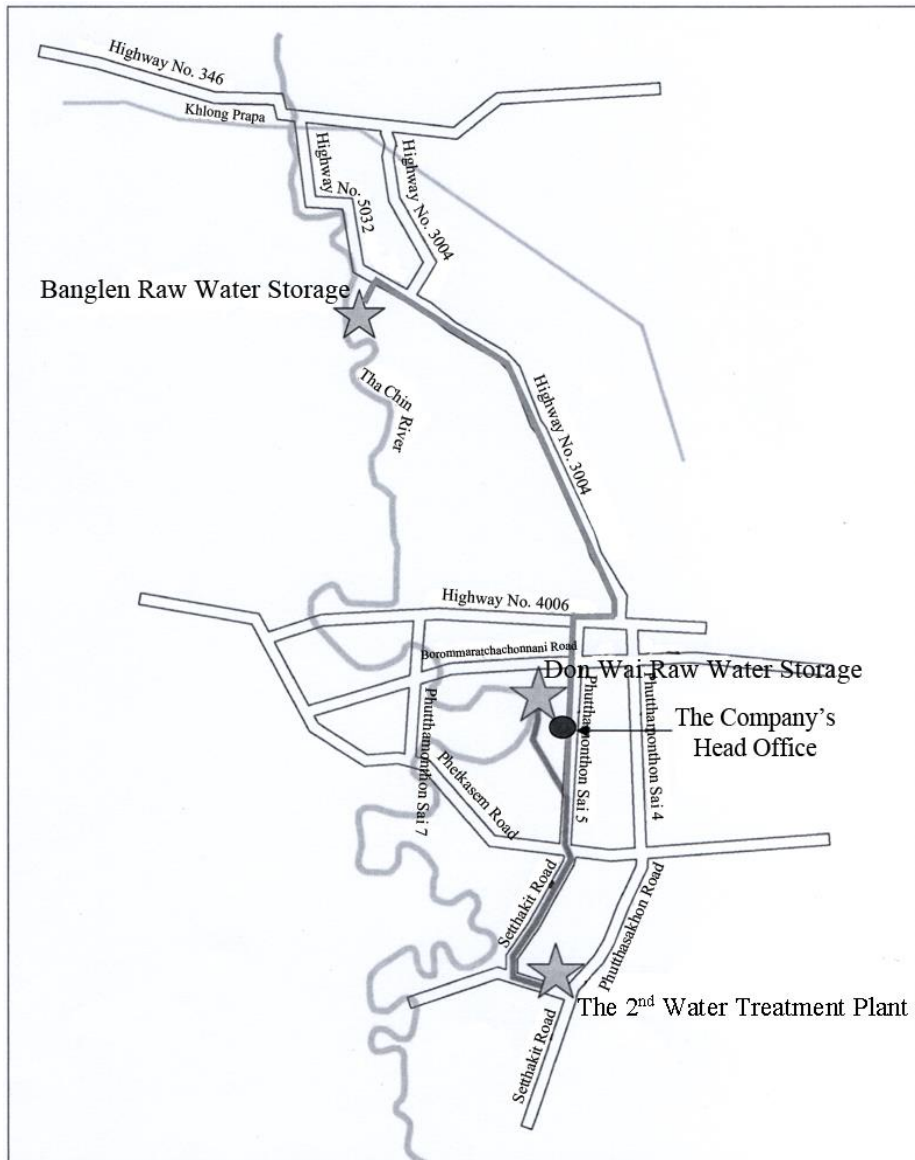 Highway No. 346
Khlong Prapa
Highway No. 5032
Highway No. 3004
Banglen Raw Water Storage
Tha Chin River
Highway No. 3004
Highway No. 4006
Borommaratchachonnani Road
Don Wai Raw Water Storage
Phutthamonthon Sai 7
Phutthamonthon Sai 5
Phutthamonthon Sai 4
The Company's
Head Office
Phetkasem Road
Setthakit Road
Phutthasakhon Road
The 2nd Water Treatment Plant
Setthakit Road